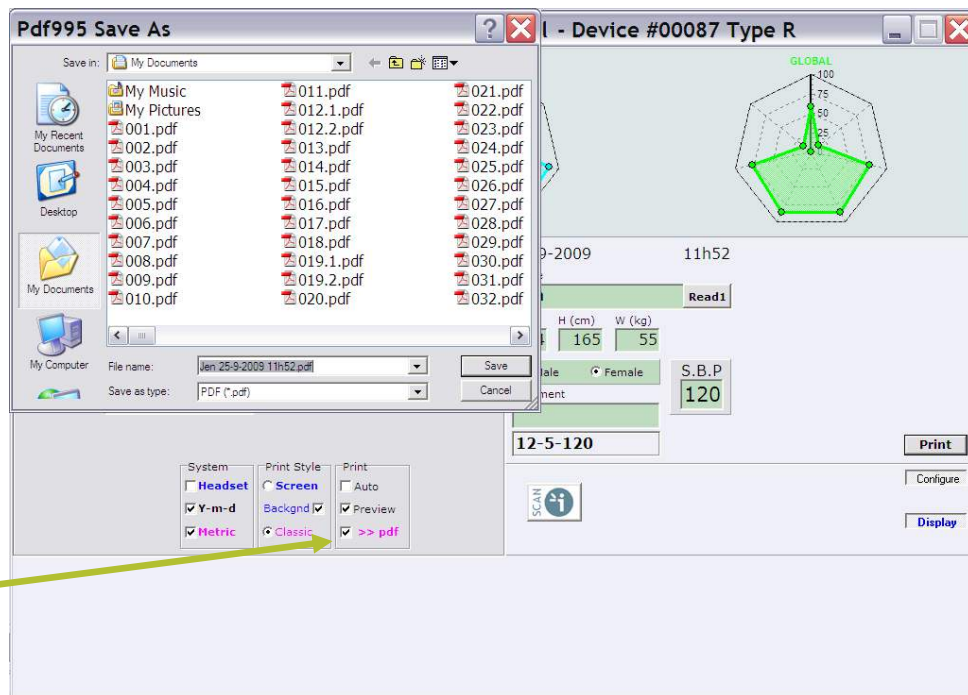 Pdf995 Save As
l - Device #00087 Type R
Save in: My Documents
My Recent Documents
Desktop
My Documents
My Computer
My Music
My Pictures
001.pdf
002.pdf
003.pdf
004.pdf
005.pdf
006.pdf
007.pdf
008.pdf
009.pdf
010.pdf
011.pdf
012.1.pdf
012.2.pdf
013.pdf
014.pdf
015.pdf
016.pdf
017.pdf
018.pdf
019.1.pdf
019.2.pdf
020.pdf
021.pdf
022.pdf
023.pdf
024.pdf
025.pdf
026.pdf
027.pdf
028.pdf
029.pdf
030.pdf
031.pdf
032.pdf
File name: Jen 25-9-2009 11h52.pdf Save
Save as type: PDF (*.pdf) Cancel
GLOBAL
100
75
50
25
9-2009 11h52
Read1
H (cm) W (kg)
165 55
ale Female
S.B.P
120
ment
12-5-120
Print
Configure
Display
SCAN
System
Headset
Y-m-d
Metric
Print Style
Screen
Backgnd
Classic
Print
Auto
Preview
>> pdf